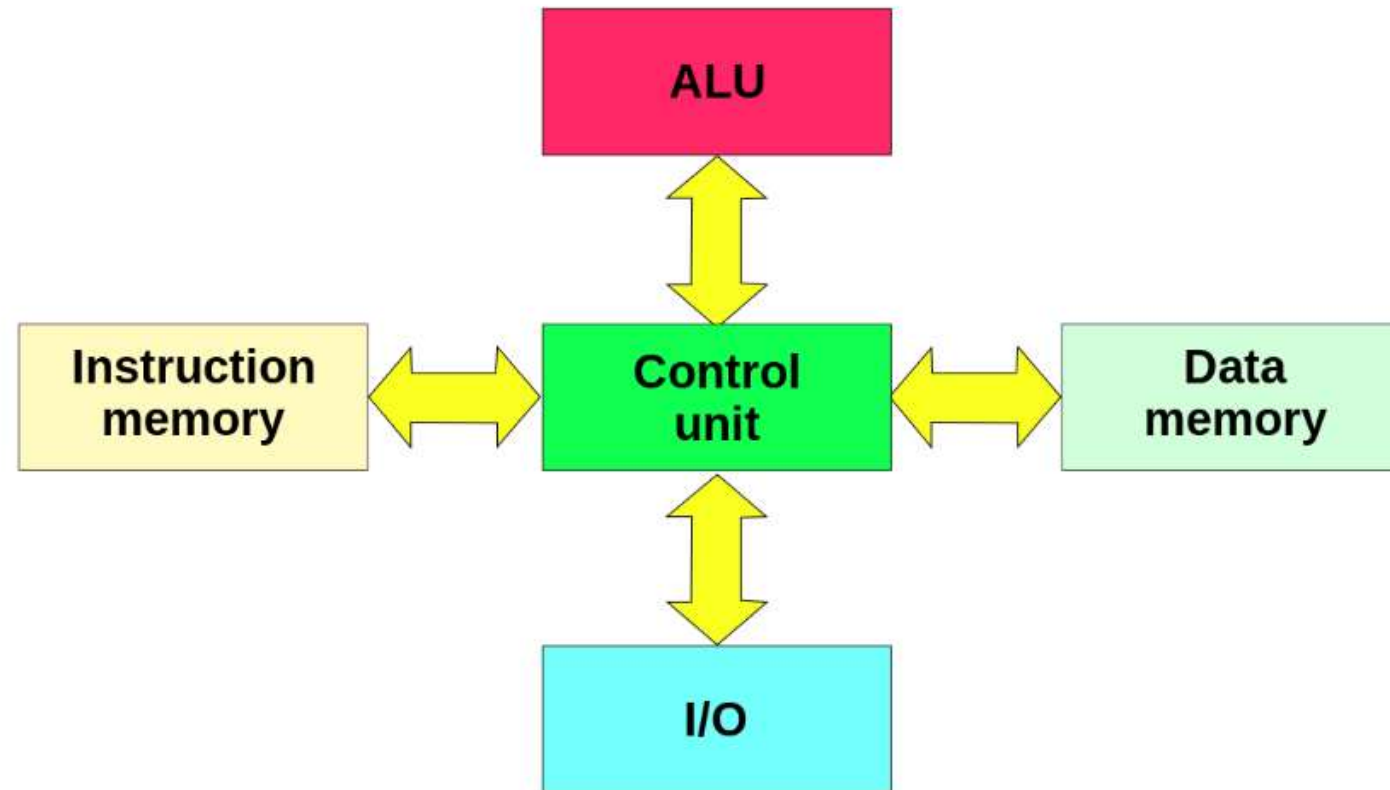 ALU
Instruction
memory
Control
unit
Data
memory
I/O